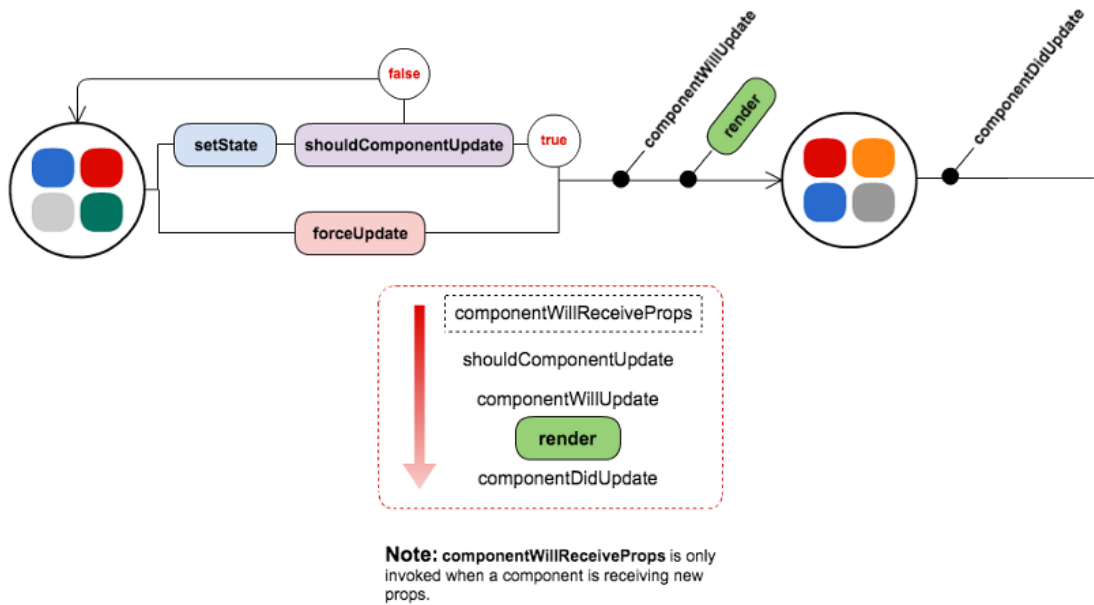 false
componentWillUpdate
render
componentDidUpdate
setState
shouldComponentUpdate
true
forceUpdate
componentWillReceiveProps
shouldComponentUpdate
componentWillUpdate
render
componentDidUpdate
Note: componentWillReceiveProps is only
invoked when a component is receiving new
props.